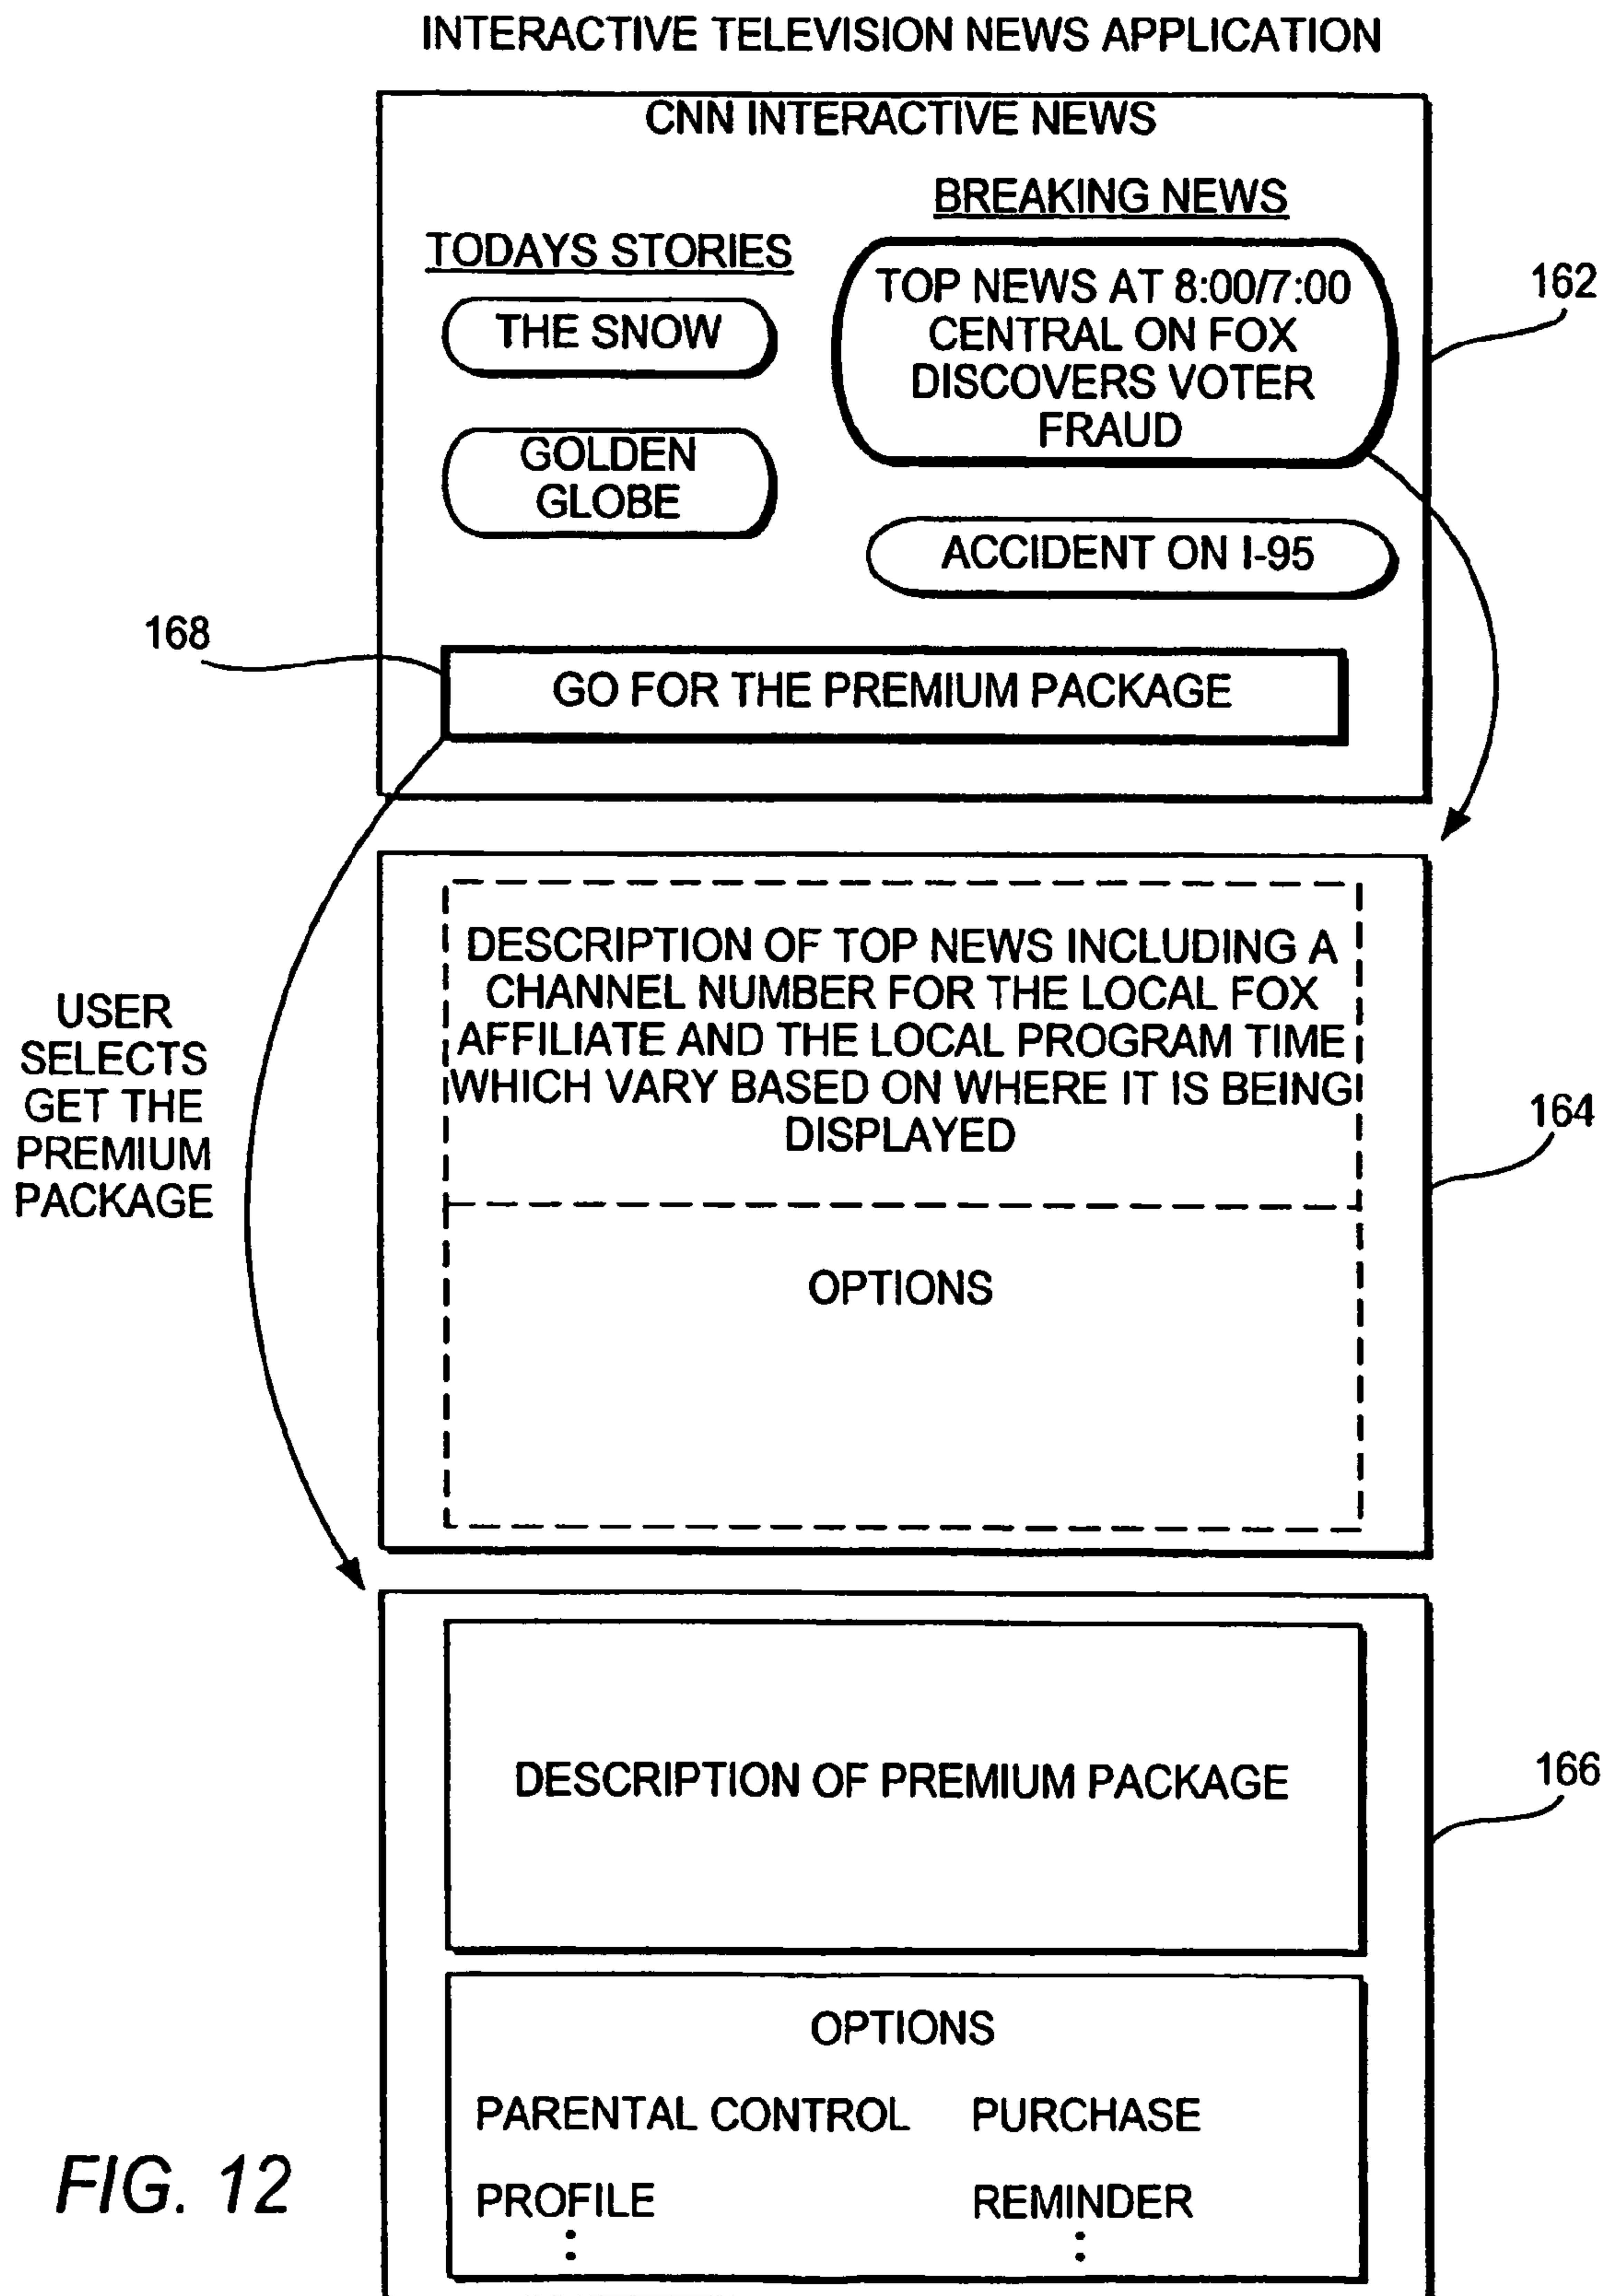 INTERACTIVE TELEVISION NEWS APPLICATION
CNN INTERACTIVE NEWS
BREAKING NEWS
TODAYS STORIES
TOP NEWS AT 8:00/7:00
CENTRAL ON FOX
DISCOVERS VOTER
FRAUD
162
THE SNOW
GOLDEN
GLOBE
ACCIDENT ON I-95
168
GO FOR THE PREMIUM PACKAGE
DESCRIPTION OF TOP NEWS INCLUDING A
CHANNEL NUMBER FOR THE LOCAL FOX
AFFILIATE AND THE LOCAL PROGRAM TIME
WHICH VARY BASED ON WHERE IT IS BEING
DISPLAYED
164
USER
SELECTS
GET THE
PREMIUM
PACKAGE
OPTIONS
DESCRIPTION OF PREMIUM PACKAGE
166
OPTIONS
PARENTAL CONTROL PURCHASE
PROFILE REMINDER
FIG. 12